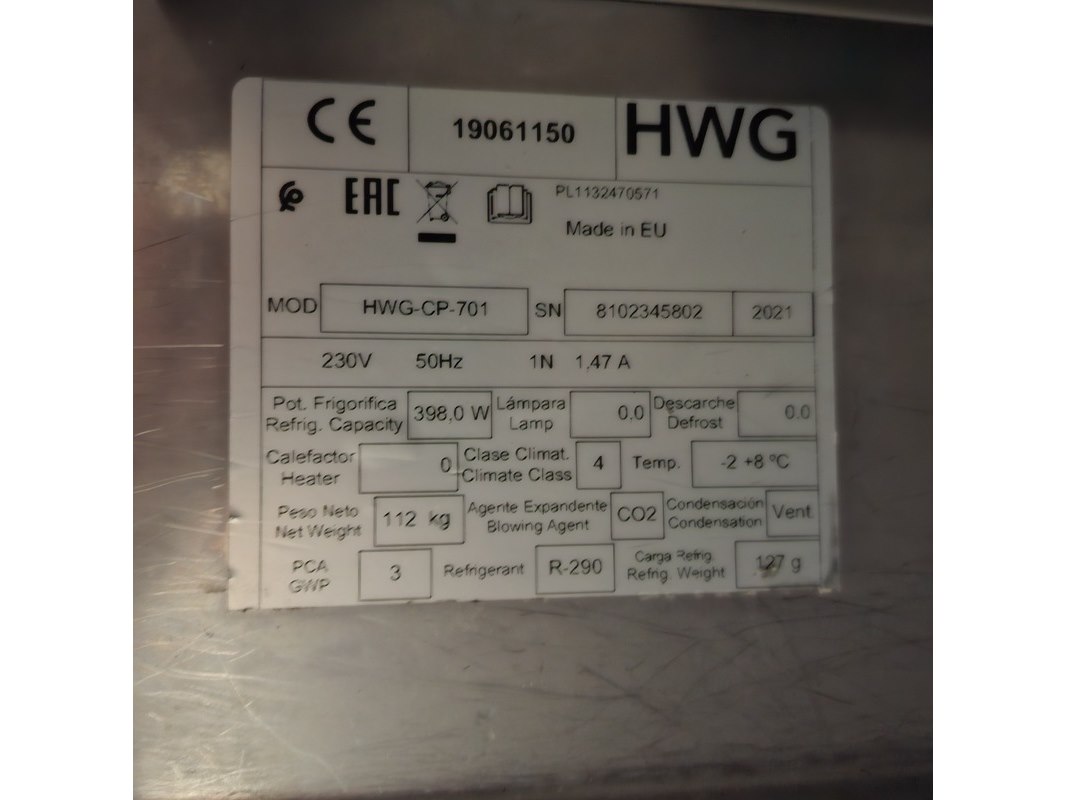 CE 19061150 HWG
EAC PL1132470571
Made in EU
MOD HWG-CP-701 SN 8102345802 2021
230V 50Hz 1N 1.47 A
Pot. Frigorifica 398,0 W Lámpara 0,0 Descarche 0.0
Refrig. Capacity Lamp Defrost
Calefactor 0 Clase Climat. 4 Temp. -2 +8 ºC
Heater Climate Class
Peso Neto 112 kg Agente Expandente CO2 Condensación Vent.
Net Weight Blowing Agent Condensation
PCA 3 Refrigerant R-290 Carga Refrig. 127 g
GWP Refrig. Weight